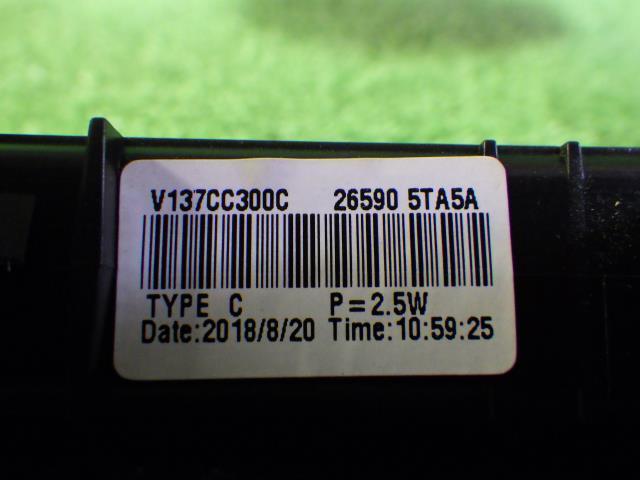 V137CC300C 26590 5TA5A
TYPE C P=2.5W
Date:2018/8/20 Time:10:59:25